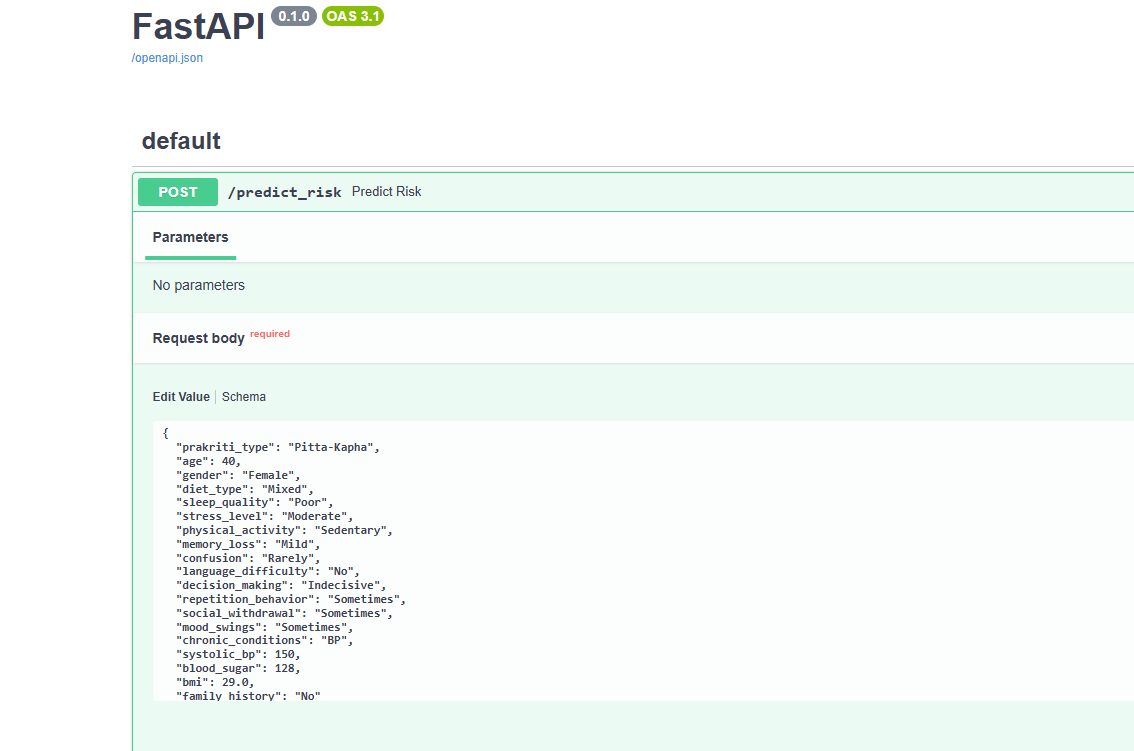 FastAPI 0.1.0 OAS 3.1
/openapi.json
default
POST /predict_risk Predict Risk
Parameters
No parameters
Request body required
Edit Value | Schema
{
  "prakriti_type": "Pitta-Kapha",
  "age": 40,
  "gender": "Female",
  "diet_type": "Mixed",
  "sleep_quality": "Poor",
  "stress_level": "Moderate",
  "physical_activity": "Sedentary",
  "memory_loss": "Mild",
  "confusion": "Rarely",
  "language_difficulty": "No",
  "decision_making": "Indecisive",
  "repetition_behavior": "Sometimes",
  "social_withdrawal": "Sometimes",
  "mood_swings": "Sometimes",
  "chronic_conditions": "BP",
  "systolic_bp": 150,
  "blood_sugar": 128,
  "bmi": 29.0,
  "family_history": "No"